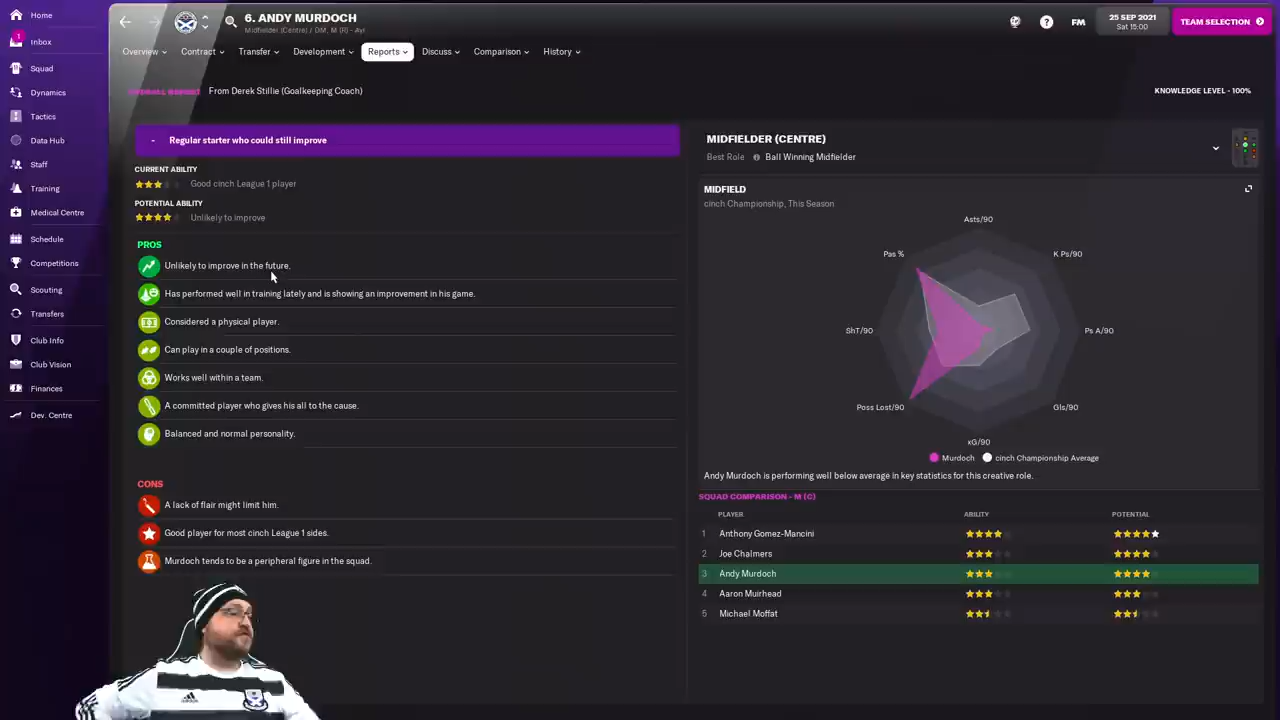 Home
1
Inbox
Squad
Dynamics
Tactics
Data Hub
Staff
Training
Medical Centre
Schedule
Competitions
Scouting
Transfers
Club Info
Club Vision
Finances
Dev. Centre
6. ANDY MURDOCH
Midfielder (Centre) / DM, M (R) - Ayr
FM
25 SEP 2021
Sat 15:00
TEAM SELECTION
Overview
Contract
Transfer
Development
Reports
Discuss
Comparison
History
From Derek Stillie (Goalkeeping Coach)
KNOWLEDGE LEVEL - 100%
- Regular starter who could still improve
CURRENT ABILITY
Good cinch League 1 player
POTENTIAL ABILITY
Unlikely to improve
PROS
Unlikely to improve in the future.
Has performed well in training lately and is showing an improvement in his game.
Considered a physical player.
Can play in a couple of positions.
Works well within a team.
A committed player who gives his all to the cause.
Balanced and normal personality.
CONS
A lack of flair might limit him.
Good player for most cinch League 1 sides.
Murdoch tends to be a peripheral figure in the squad.
MIDFIELDER (CENTRE)
Best Role Ball Winning Midfielder
MIDFIELD
cinch Championship, This Season
Asts/90
Pas %
K Ps/90
ShT/90
Ps A/90
Poss Lost/90
Gls/90
xG/90
Murdoch
cinch Championship Average
Andy Murdoch is performing well below average in key statistics for this creative role.
SQUAD COMPARISON - M (C)
PLAYER ABILITY POTENTIAL
1 Anthony Gomez-Mancini
2 Joe Chalmers
3 Andy Murdoch
4 Aaron Muirhead
5 Michael Moffat